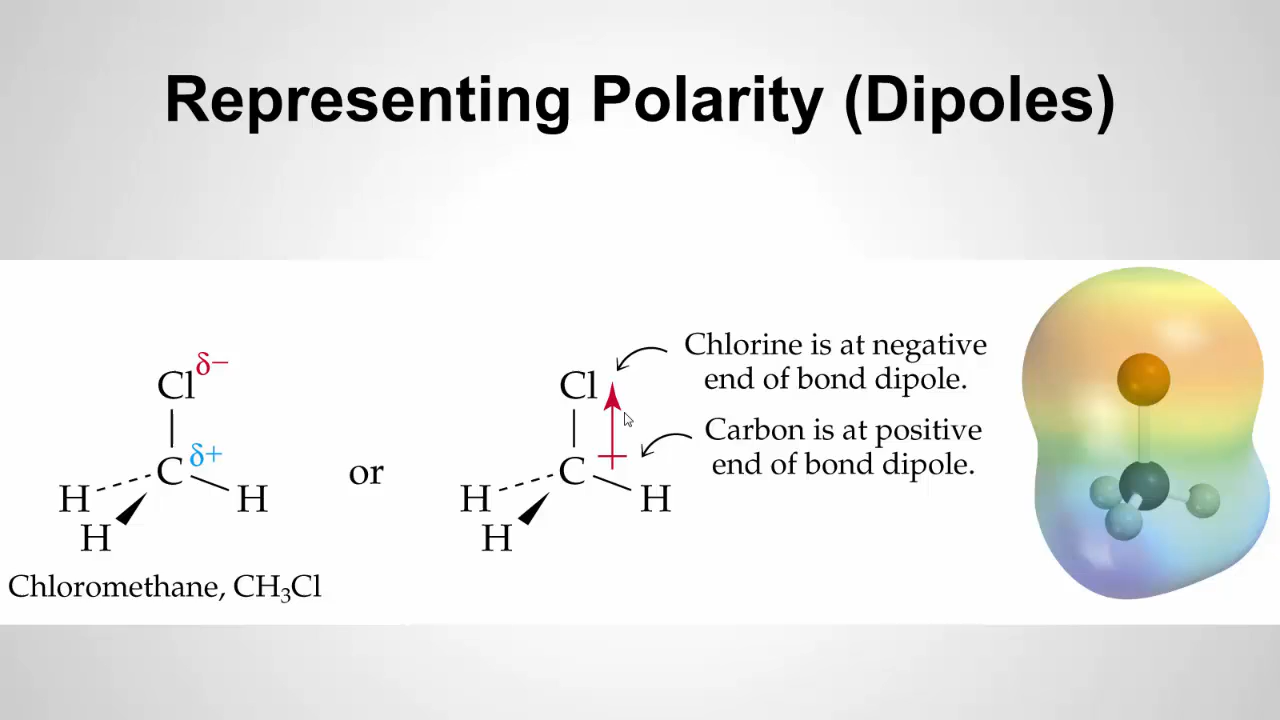 Representing Polarity (Dipoles)
Cl δ−
C δ+
H
H
H
Chloromethane, CH₃Cl
or
Cl
C
H
H
H
Chlorine is at negative
end of bond dipole.
Carbon is at positive
end of bond dipole.